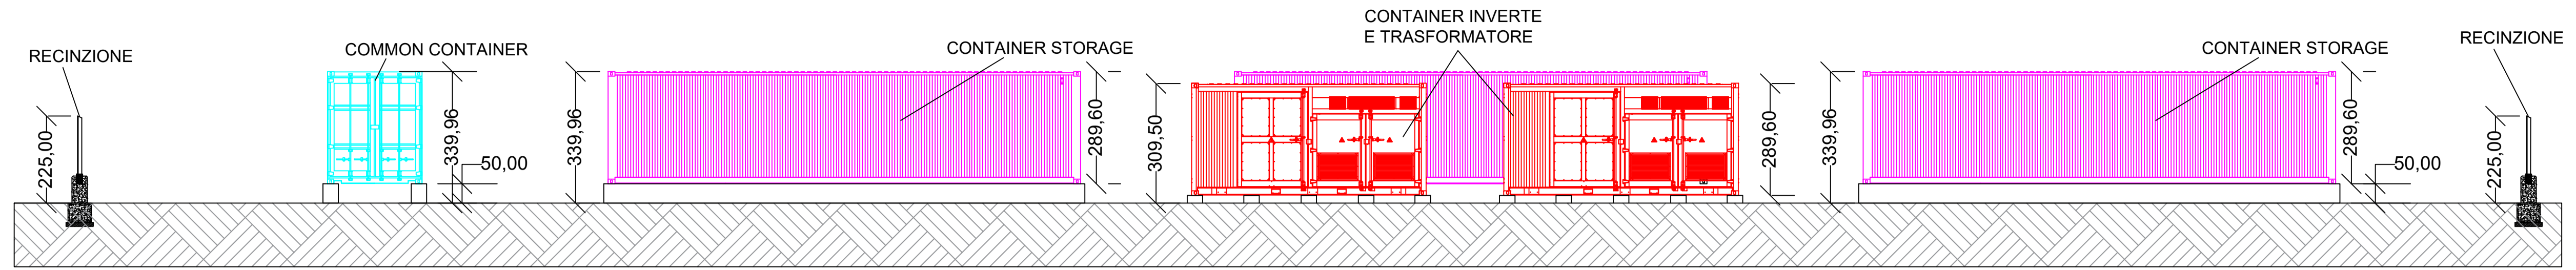 RECINZIONE
COMMON CONTAINER
CONTAINER STORAGE
CONTAINER INVERTE
E TRASFORMATORE
CONTAINER STORAGE
RECINZIONE
225,00
339,96
50,00
339,96
289,60
309,50
289,60
339,96
289,60
50,00
225,00